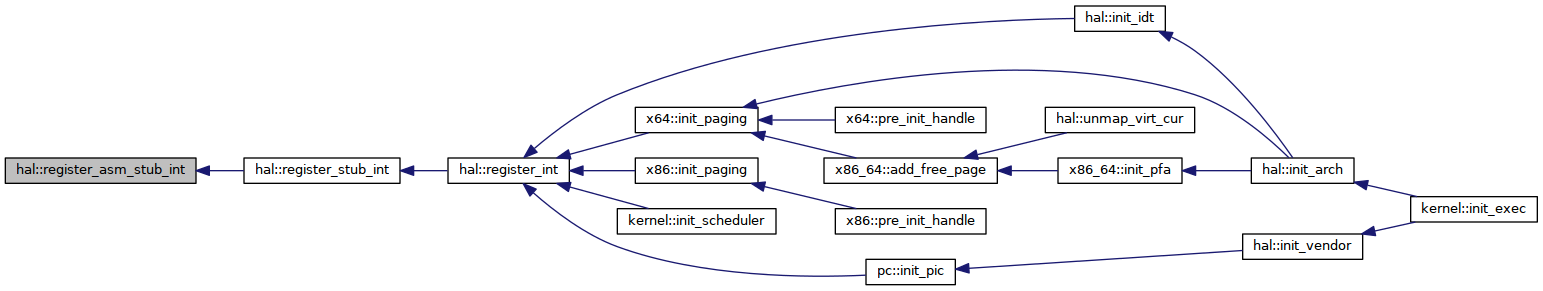 hal::init_idt
x64::init_paging
x64::pre_init_handle
hal::unmap_virt_cur
hal::register_asm_stub_int
hal::register_stub_int
hal::register_int
x86::init_paging
x86_64::add_free_page
x86_64::init_pfa
hal::init_arch
kernel::init_scheduler
x86::pre_init_handle
kernel::init_exec
hal::init_vendor
pc::init_pic